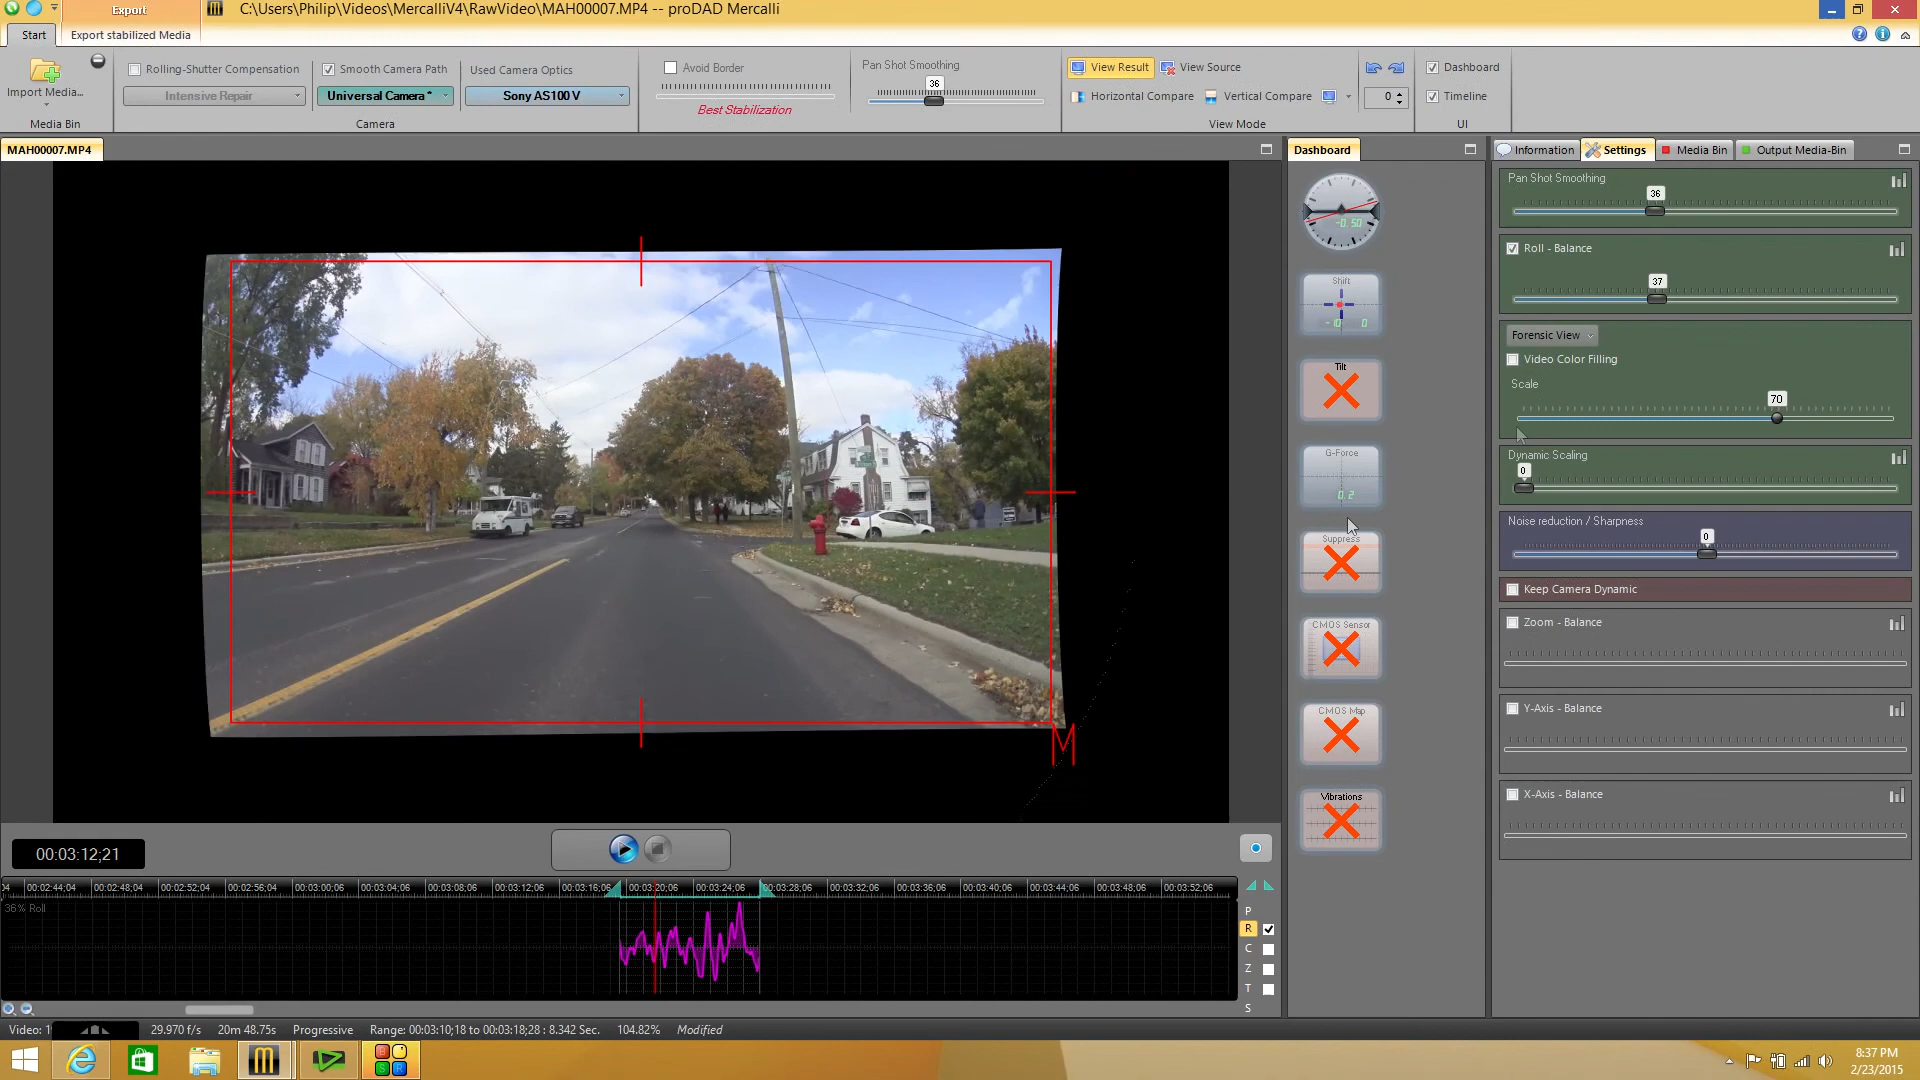 Export
C:\Users\Philip\Videos\MercalliV4\RawVideo\MAH00007.MP4 -- proDAD Mercalli
Start
Export stabilized Media
Import Media...
Media Bin
Rolling-Shutter Compensation
Intensive Repair
Smooth Camera Path
Universal Camera *
Used Camera Optics
Sony AS100 V
Camera
Avoid Border
Best Stabilization
Pan Shot Smoothing
36
View Result
View Source
Horizontal Compare
Vertical Compare
View Mode
0
Dashboard
Timeline
UI
MAH00007.MP4
Dashboard
Information
Settings
Media Bin
Output Media-Bin
-0.50
Shift
-10 0
Tilt
G-Force
0.2
Suppress
CMOS Sensor
CMOS Map
Vibrations
Pan Shot Smoothing
36
Roll - Balance
37
Forensic View
Video Color Filling
Scale
70
Dynamic Scaling
0
Noise reduction / Sharpness
0
Keep Camera Dynamic
Zoom - Balance
Y-Axis - Balance
X-Axis - Balance
M
00:03:12;21
04 00:02:44;04 00:02:48;04 00:02:52;04 00:02:56;04 00:03:00;06 00:03:04;06 00:03:08;06 00:03:12;06 00:03:16;06 00:03:20;06 00:03:24;06 00:03:28;06 00:03:32;06 00:03:36;06 00:03:40;06 00:03:44;06 00:03:48;06 00:03:52;06
36% Roll
P
R
C
Z
T
S
Video: 1
29.970 f/s
20m 48.75s
Progressive
Range: 00:03:10;18 to 00:03:18;28 : 8.342 Sec.
104.82%
Modified
8:37 PM
2/23/2015